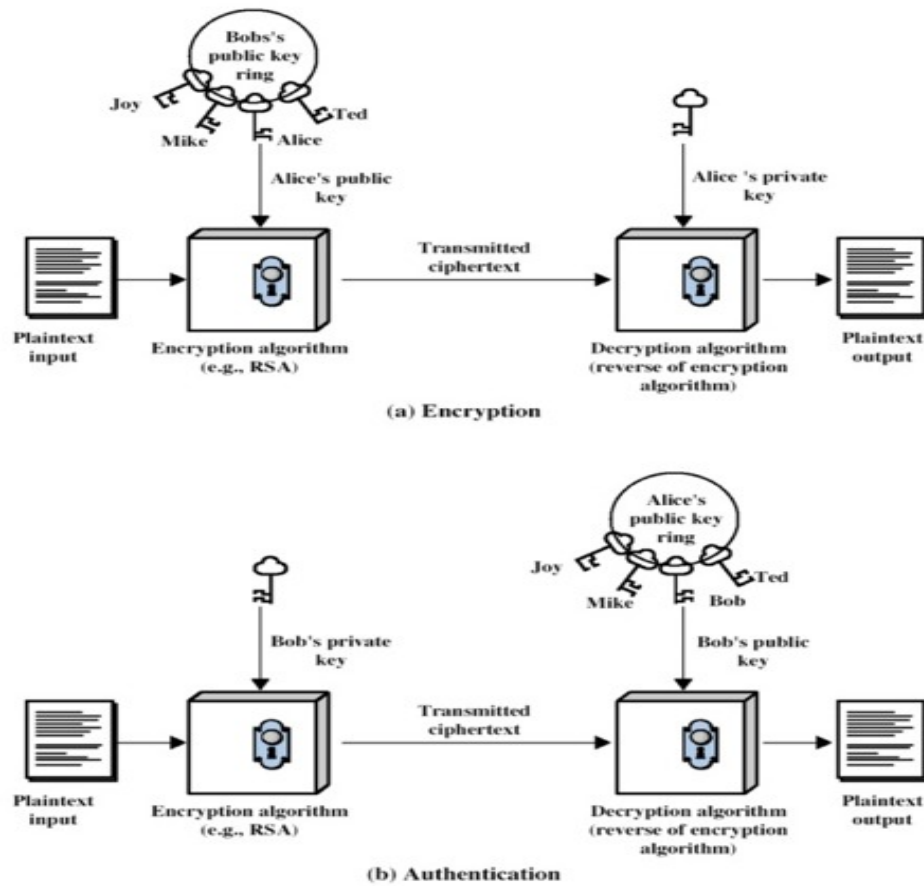 Bobs's
public key
ring
Joy
Ted
Mike
Alice
Alice's public
key
Alice 's private
key
Transmitted
ciphertext
Plaintext
input
Encryption algorithm
(e.g., RSA)
Decryption algorithm
(reverse of encryption
algorithm)
Plaintext
output
(a) Encryption
Alice's
public key
ring
Joy
Ted
Mike
Bob
Bob's private
key
Bob's public
key
Transmitted
ciphertext
Plaintext
input
Encryption algorithm
(e.g., RSA)
Decryption algorithm
(reverse of encryption
algorithm)
Plaintext
output
(b) Authentication